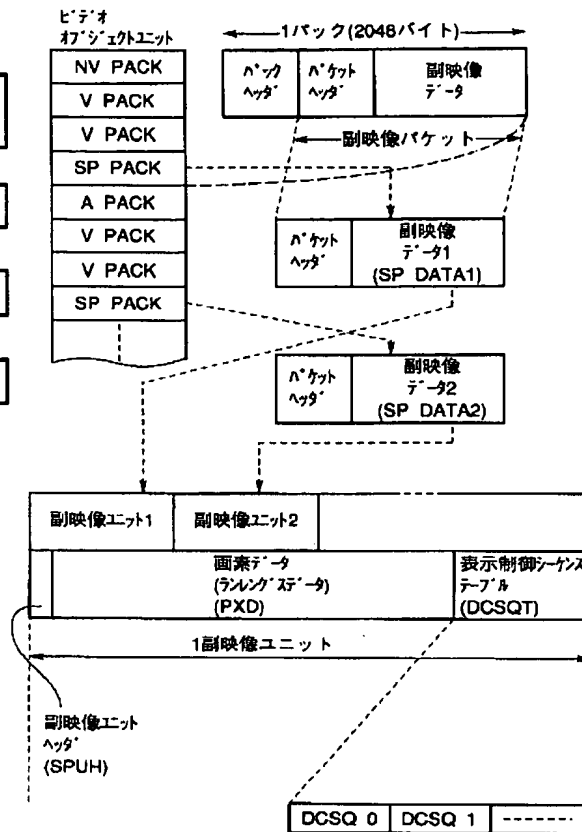 ビデオ
オブジェクトユニット
NV PACK
V PACK
V PACK
SP PACK
A PACK
V PACK
V PACK
SP PACK
1パック(2048バイト)
パック
ヘッダ
パケット
ヘッダ
副映像
データ
副映像パケット
パケット
ヘッダ
副映像
データ1
(SP DATA1)
パケット
ヘッダ
副映像
データ2
(SP DATA2)
副映像ユニット1
副映像ユニット2
画素データ
(ランレングスデータ)
(PXD)
表示制御シーケンス
テーブル
(DCSQT)
1副映像ユニット
副映像ユニット
ヘッダ
(SPUH)
DCSQ 0
DCSQ 1